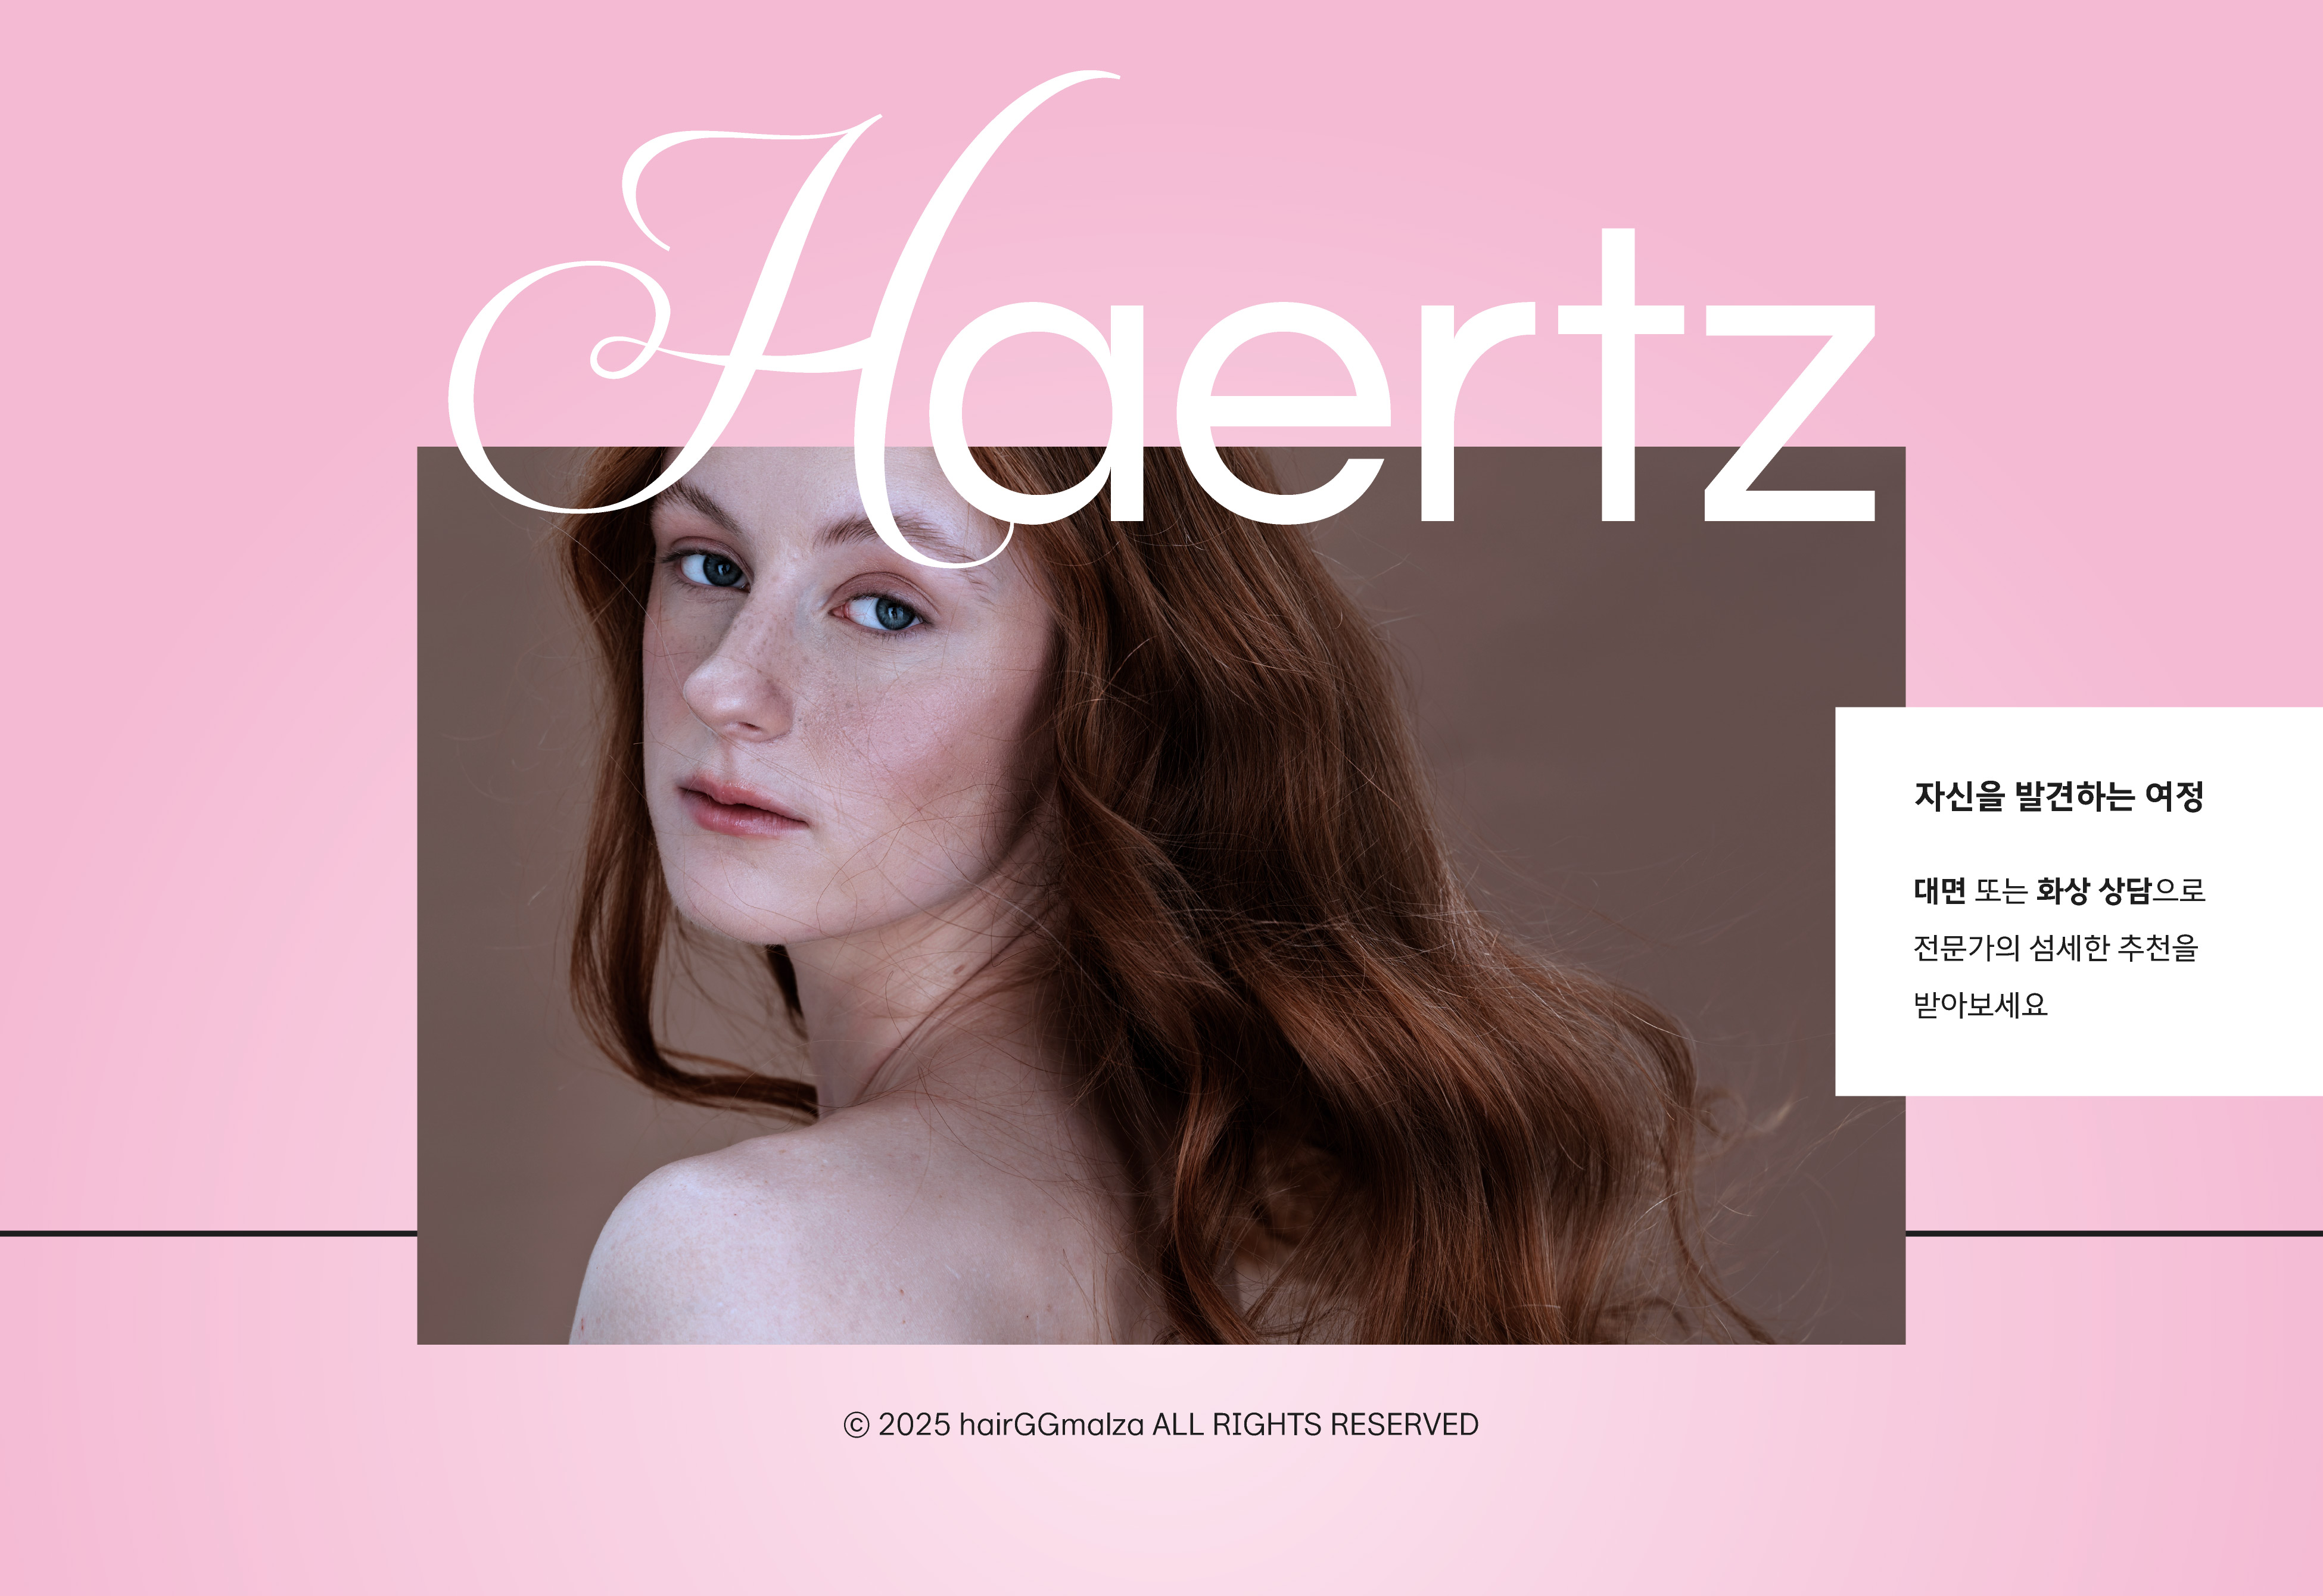 Haertz
자신을 발견하는 여정
대면 또는 화상 상담으로
전문가의 섬세한 추천을
받아보세요
© 2025 hairGGmalza ALL RIGHTS RESERVED